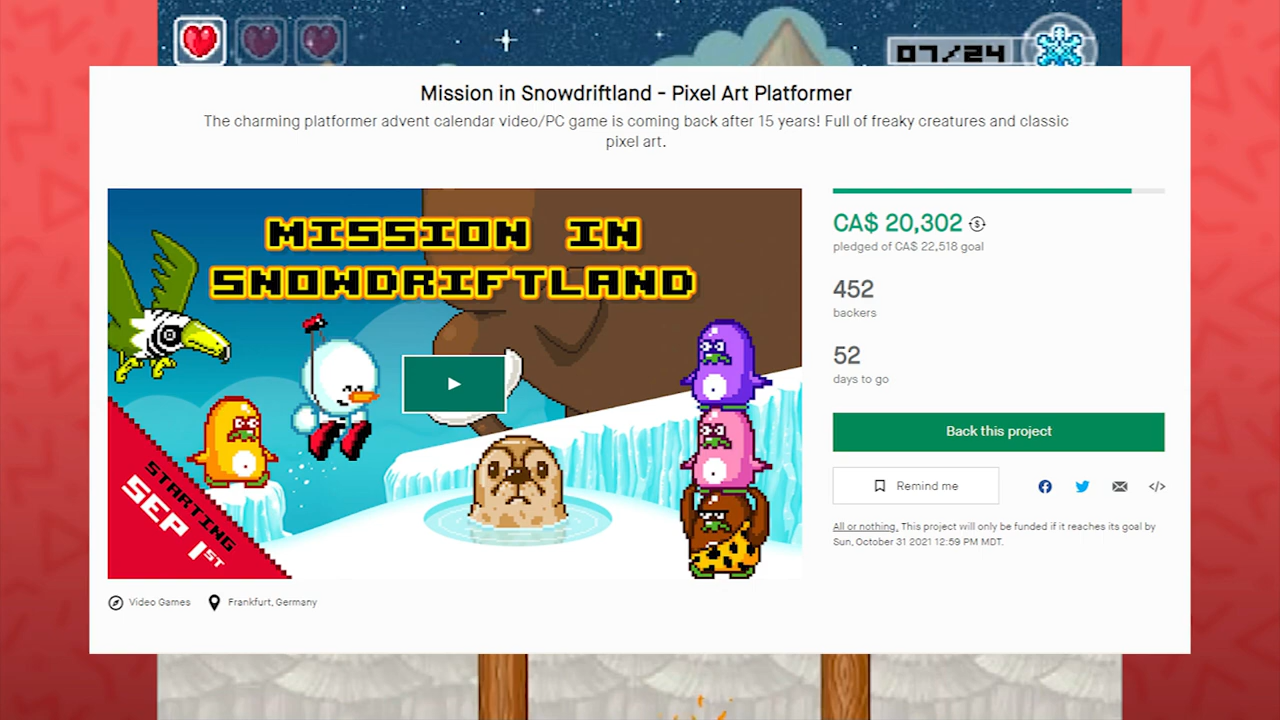 07/24
Mission in Snowdriftland - Pixel Art Platformer
The charming platformer advent calendar video/PC game is coming back after 15 years! Full of freaky creatures and classic
pixel art.
MISSION IN
SNOWDRIFTLAND
STARTING
SEP 1ST
CA$ 20,302
pledged of CA$ 22,518 goal
452
backers
52
days to go
Back this project
Remind me
All or nothing. This project will only be funded if it reaches its goal by
Sun, October 31 2021 12:59 PM MDT.
Video Games
Frankfurt, Germany